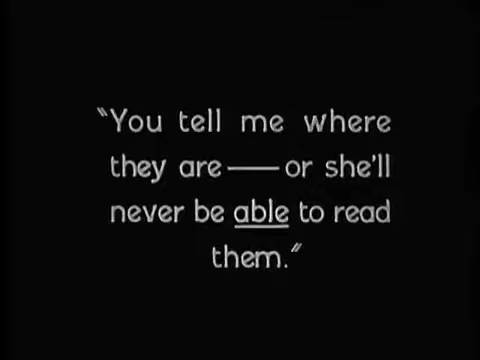 "You tell me where
they are——or she'll
never be able to read
them."